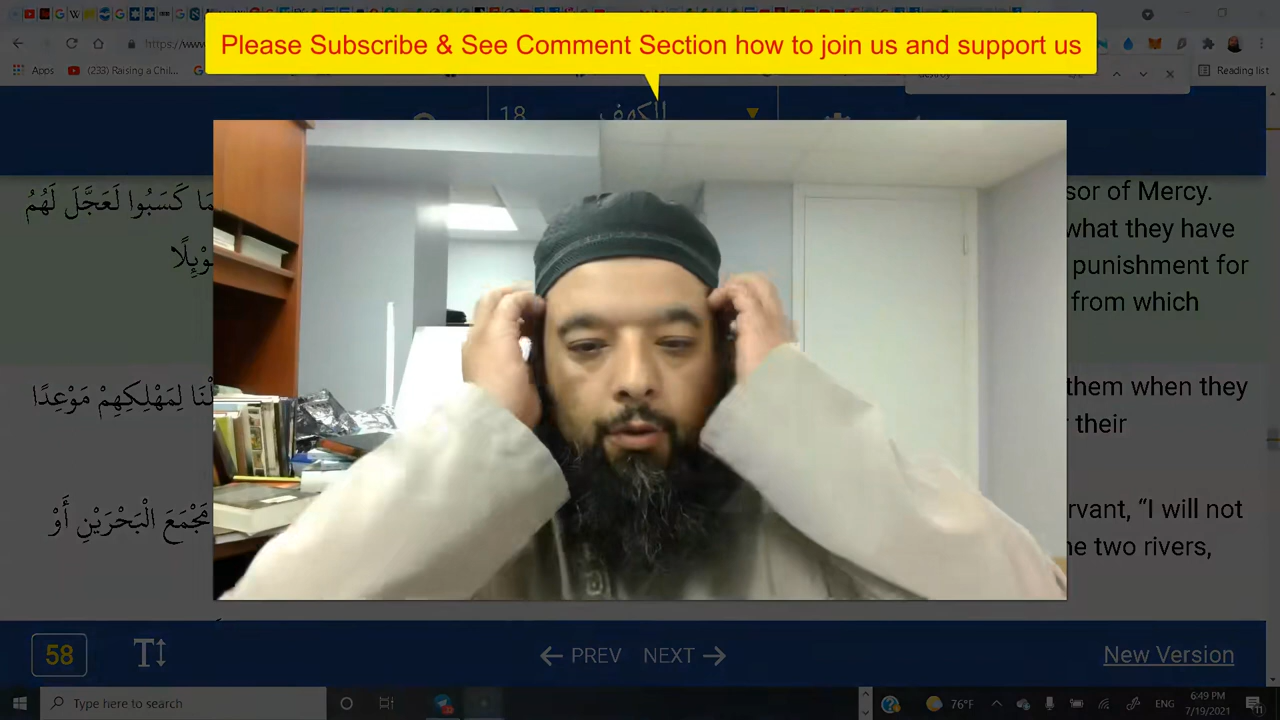 Please Subscribe & See Comment Section how to join us and support us
https://www
Apps
(233) Raising a Chil...
Reading list
18
الكهف
كَسَبُوا لَعَجَّلَ لَهُمُ
sor of Mercy.
what they have
punishment for
from which
لِمَهْلِكِهِمْ مَوْعِدًا
them when they
their
مَجْمَعَ الْبَحْرَيْنِ أَوْ
rvant, “I will not
two rivers,
58
PREV
NEXT
New Version
Type here to search
76°F
ENG
6:49 PM
7/19/2021